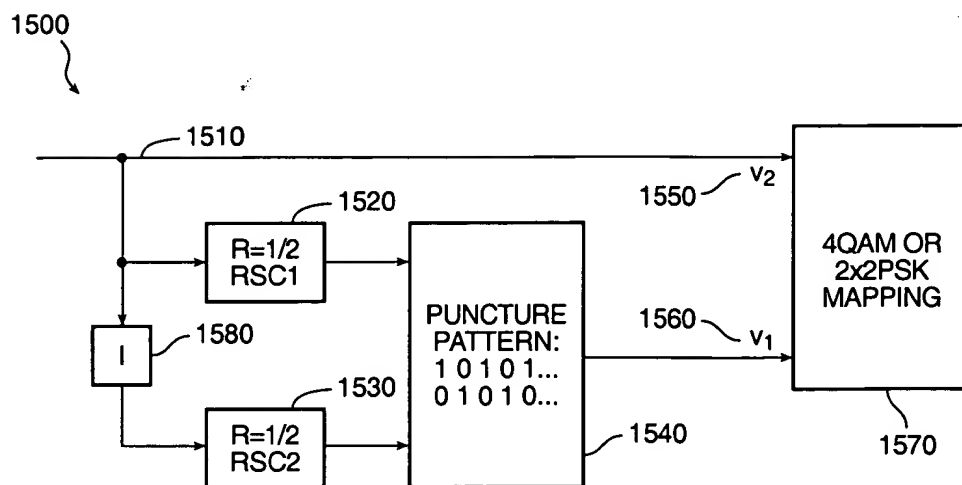 1500
1510
v2
1550
1520
R=1/2
RSC1
4QAM OR
2x2PSK
MAPPING
PUNCTURE
PATTERN:
1 0 1 0 1...
0 1 0 1 0...
1560
v1
I
1580
1530
R=1/2
RSC2
1540
1570